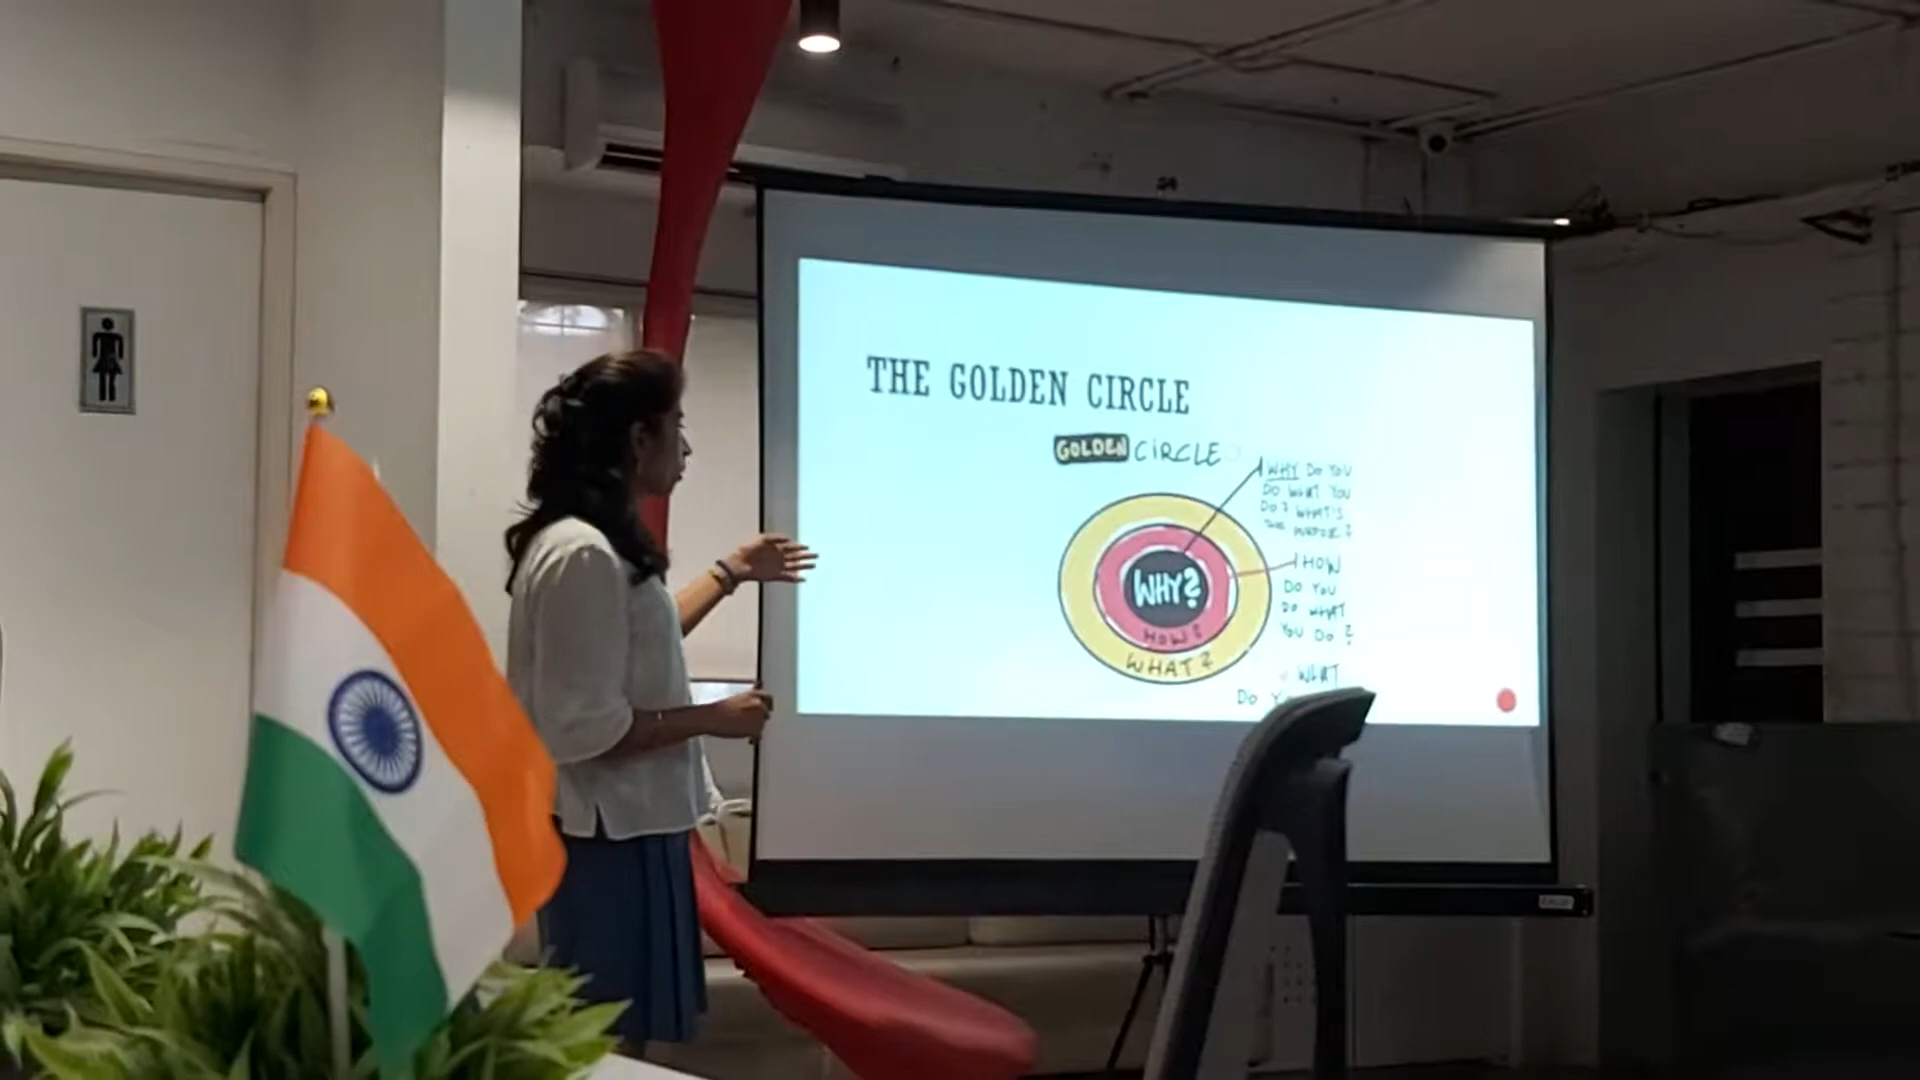 THE GOLDEN CIRCLE
GOLDEN CIRCLE
WHY DO YOU
DO WHAT YOU
DO? WHAT'S
THE PURPOSE?
HOW
DO YOU
DO WHAT
YOU DO?
WHY?
HOW?
WHAT?
WHAT
DO